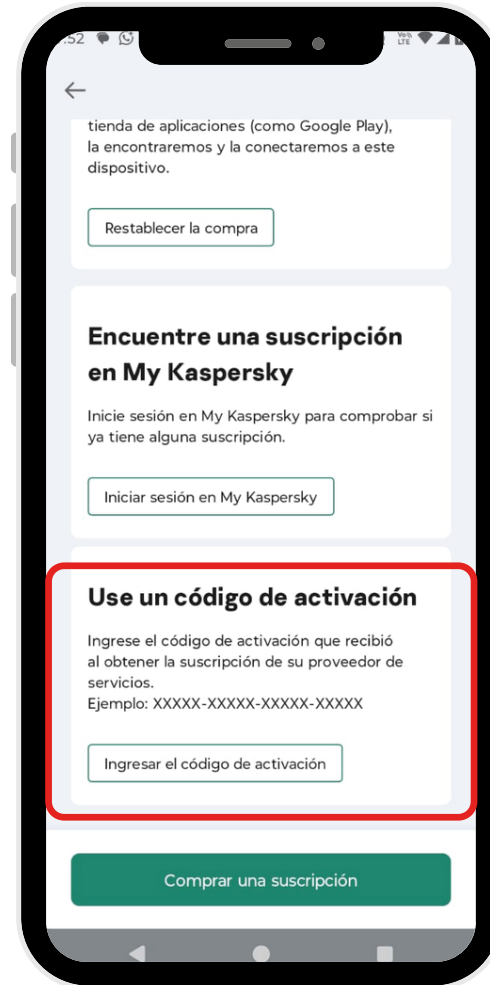 :52
VoB
LTE
tienda de aplicaciones (como Google Play),
la encontraremos y la conectaremos a este
dispositivo.
Restablecer la compra
Encuentre una suscripción
en My Kaspersky
Inicie sesión en My Kaspersky para comprobar si
ya tiene alguna suscripción.
Iniciar sesión en My Kaspersky
Use un código de activación
Ingrese el código de activación que recibió
al obtener la suscripción de su proveedor de
servicios.
Ejemplo: XXXXX-XXXXX-XXXXX-XXXXX
Ingresar el código de activación
Comprar una suscripción